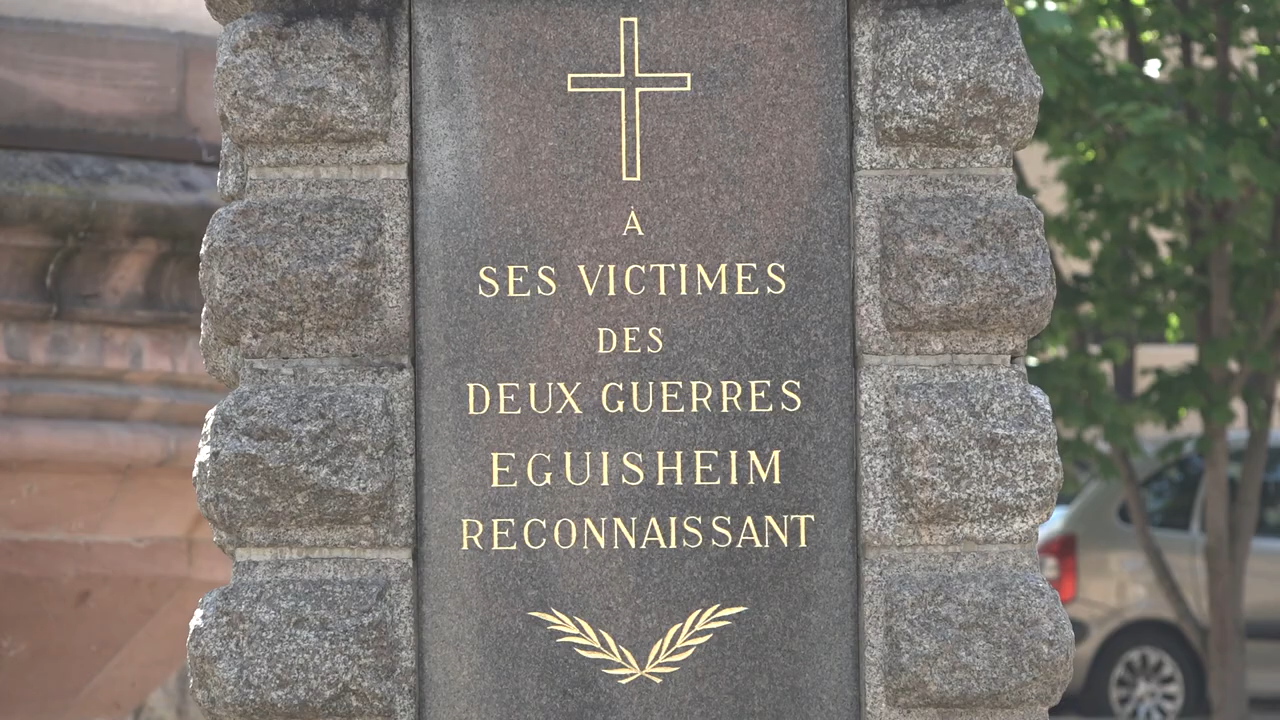 À
SES VICTIMES
DES
DEUX GUERRES
EGUISHEIM
RECONNAISSANT